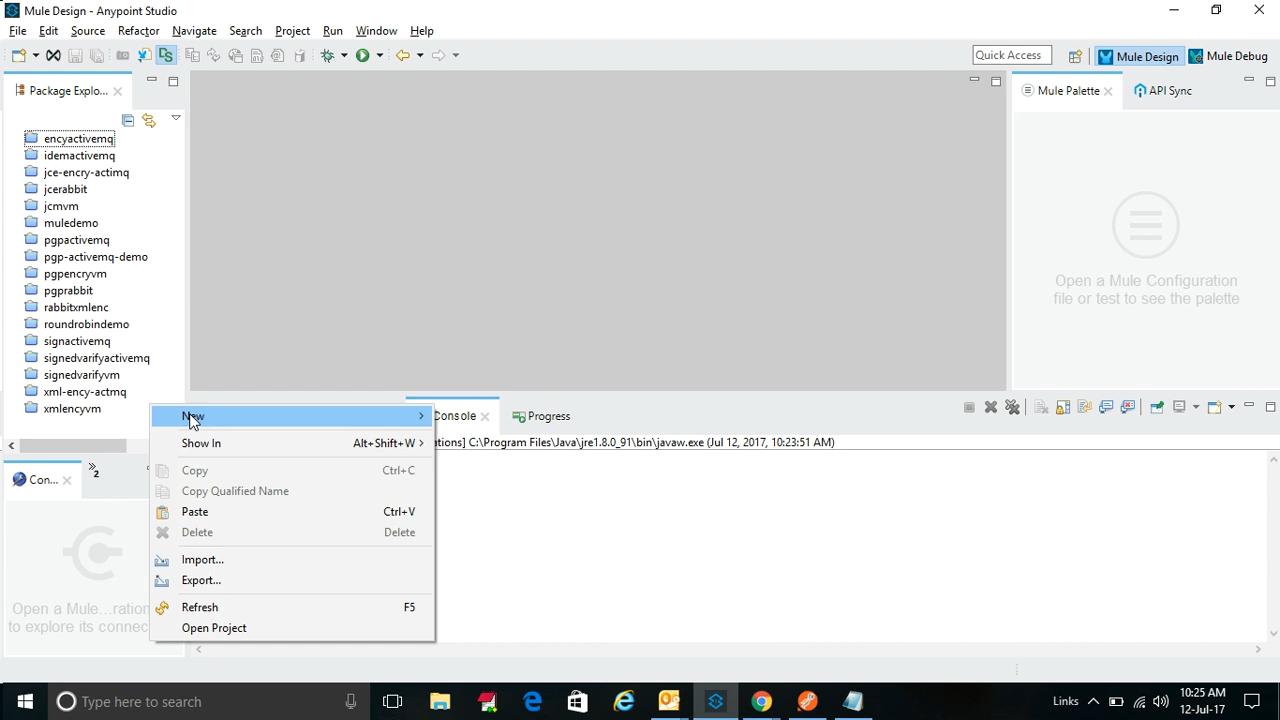 Mule Design - Anypoint Studio
File Edit Source Refactor Navigate Search Project Run Window Help
Quick Access Mule Design Mule Debug
Package Explo...
Mule Palette API Sync
encyactivemq
idemactivemq
jce-encry-actimq
jcerabbit
jcmvm
muledemo
pgpactivemq
pgp-activemq-demo
pgpencryvm
pgprabbit
rabbitxmlenc
roundrobindemo
signactivemq
signedvarifyactivemq
signedvarifyvm
xml-ency-actmq
xmlencyvm
Open a Mule Configuration
file or test to see the palette
New
Show In Alt+Shift+W
Copy Ctrl+C
Copy Qualified Name
Paste Ctrl+V
Delete Delete
Import...
Export...
Refresh F5
Open Project
Console Progress
ations] C:\Program Files\Java\jre1.8.0_91\bin\javaw.exe (Jul 12, 2017, 10:23:51 AM)
Con... 2
Open a Mule...ration
to explore its connec
Type here to search
Links 10:25 AM
12-Jul-17